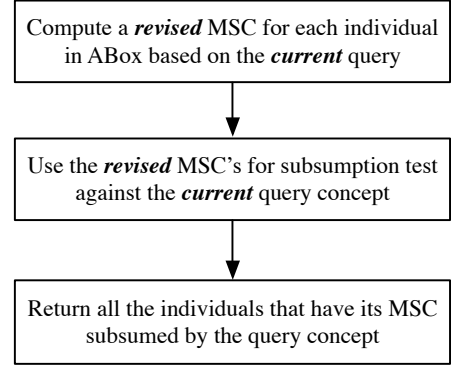 Compute a revised MSC for each individual
in ABox based on the current query
Use the revised MSC's for subsumption test
against the current query concept
Return all the individuals that have its MSC
subsumed by the query concept